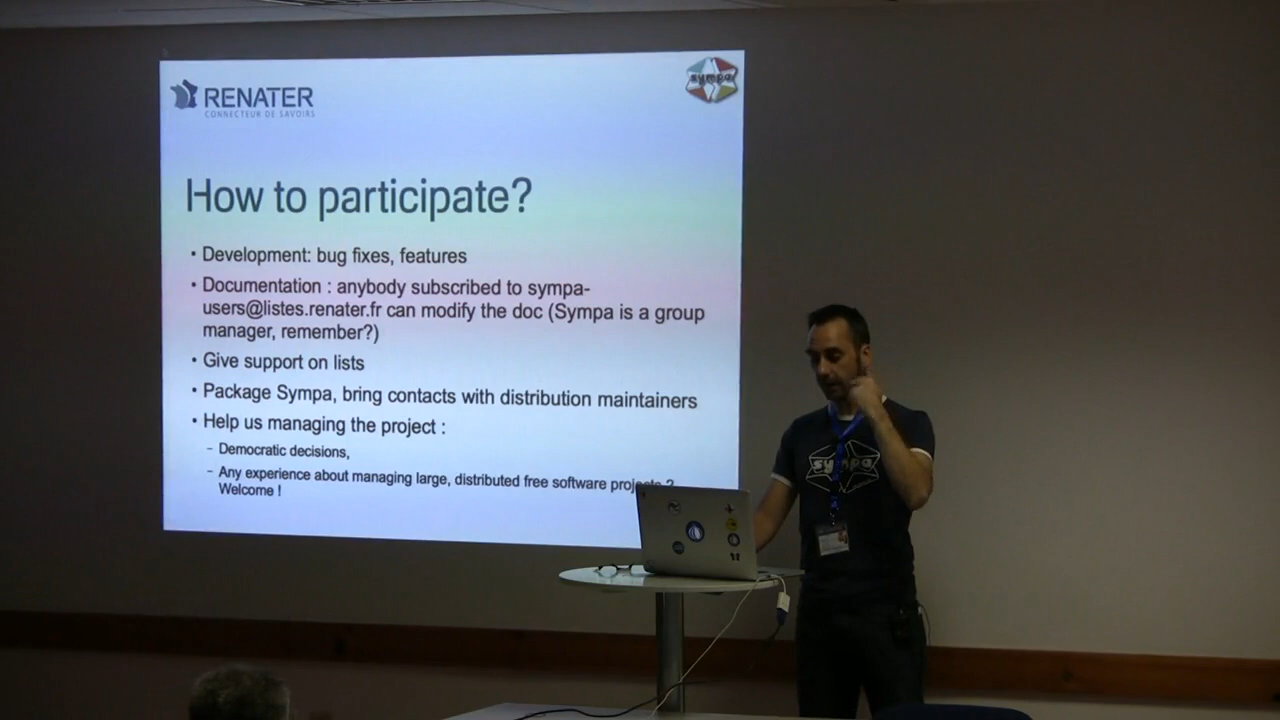 RENATER
CONNECTEUR DE SAVOIRS
sympa
How to participate?
• Development: bug fixes, features
• Documentation : anybody subscribed to sympa-
users@listes.renater.fr can modify the doc (Sympa is a group
manager, remember?)
• Give support on lists
• Package Sympa, bring contacts with distribution maintainers
• Help us managing the project :
– Democratic decisions,
– Any experience about managing large, distributed free software projects ?
Welcome !
sympa